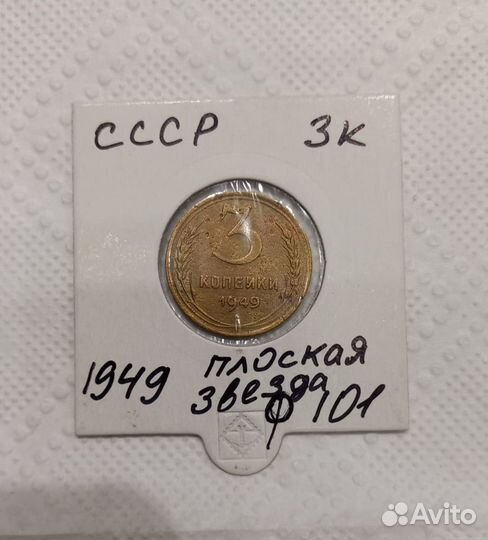 СССР 3к
3
КОПЕЙКИ
1949
1949 плоская
звезда
Ф 101
Avito